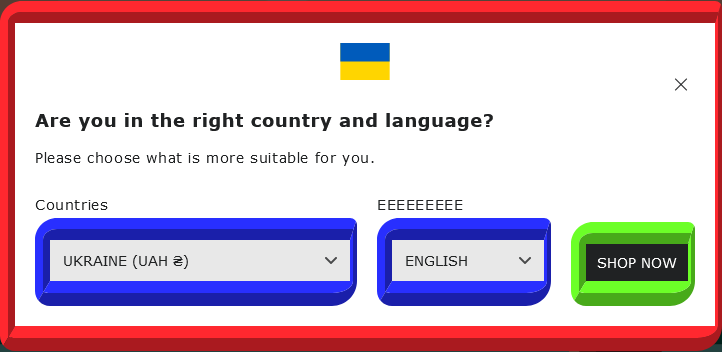 Are you in the right country and language?
Please choose what is more suitable for you.
Countries
EEEEEEEEE
UKRAINE (UAH ₴)
ENGLISH
SHOP NOW